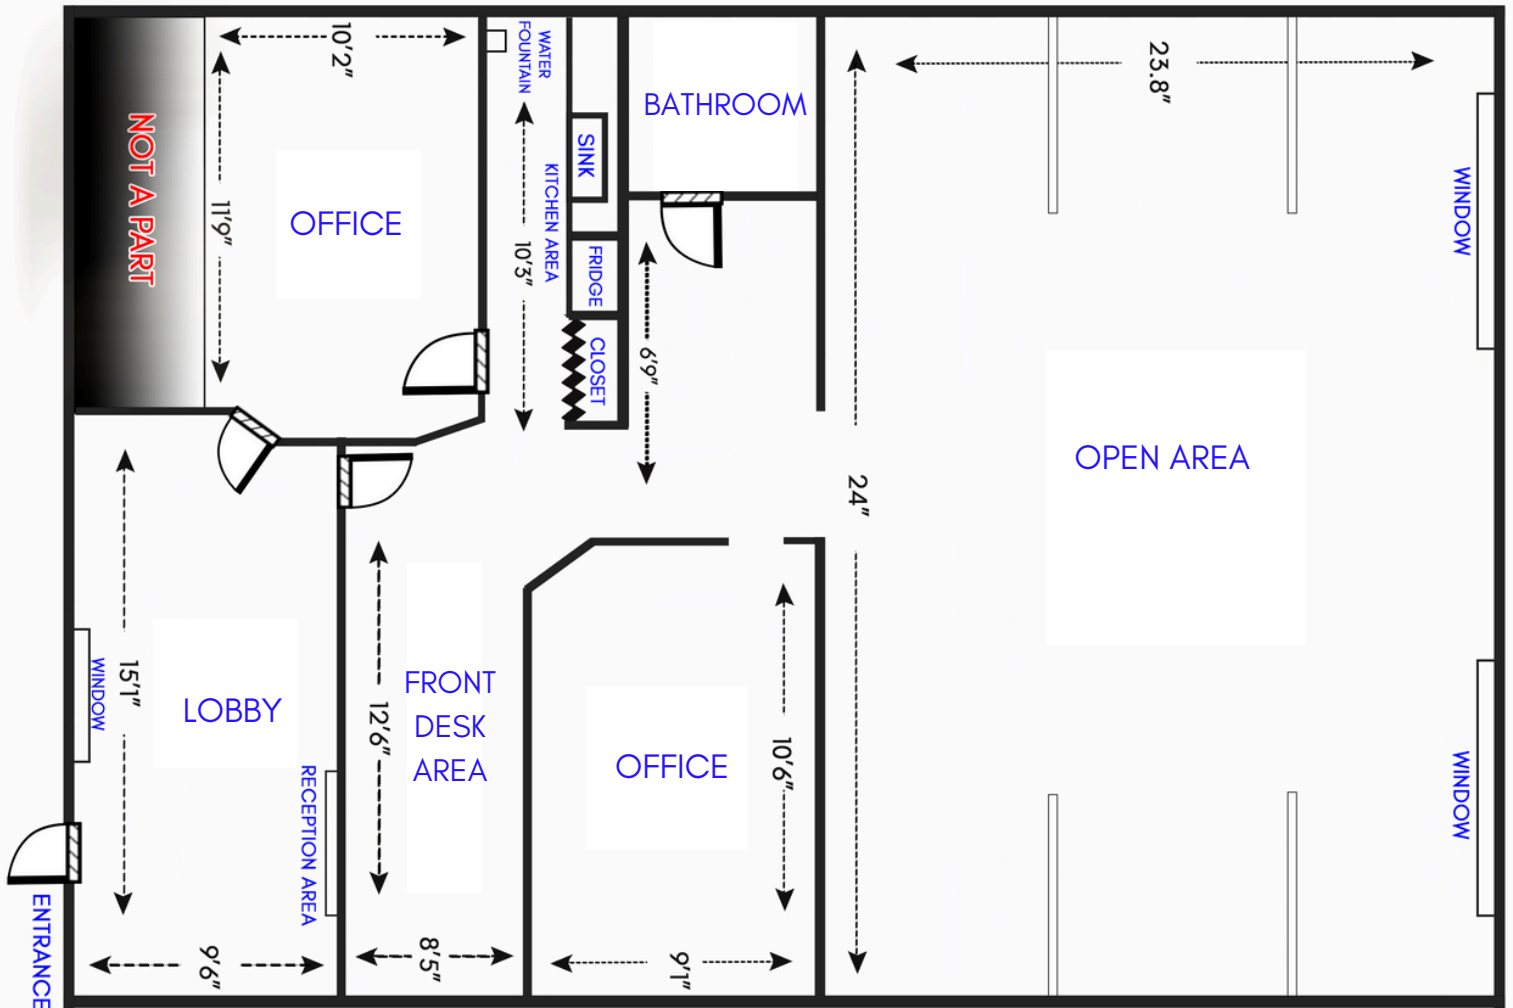 10'2"
WATER
FOUNTAIN
23.8"
BATHROOM
NOT A PART
SINK
KITCHEN AREA
WINDOW
11'9"
OFFICE
10'3"
FRIDGE
CLOSET
6'9"
OPEN AREA
24"
15'1"
WINDOW
LOBBY
12'6"
FRONT
DESK
AREA
OFFICE
10'6"
WINDOW
RECEPTION AREA
ENTRANCE
9'6"
8'5"
9'1"